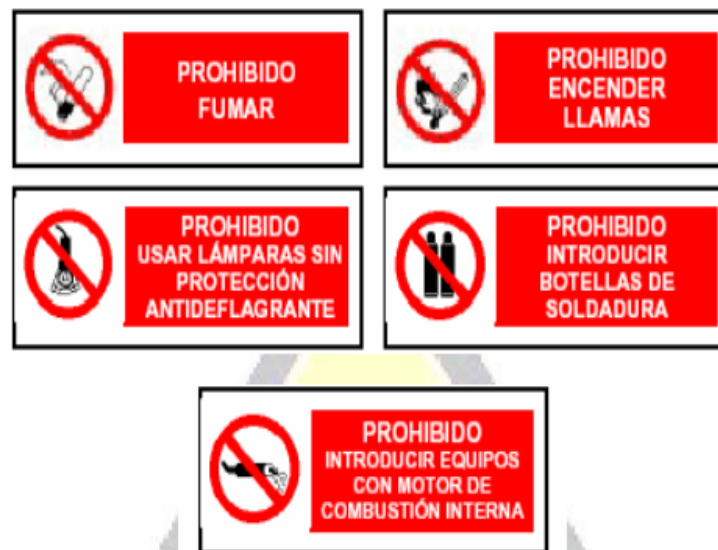 PROHIBIDO
FUMAR
PROHIBIDO
ENCENDER
LLAMAS
PROHIBIDO
USAR LÁMPARAS SIN
PROTECCIÓN
ANTIDEFLAGRANTE
PROHIBIDO
INTRODUCIR
BOTELLAS DE
SOLDADURA
PROHIBIDO
INTRODUCIR EQUIPOS
CON MOTOR DE
COMBUSTIÓN INTERNA